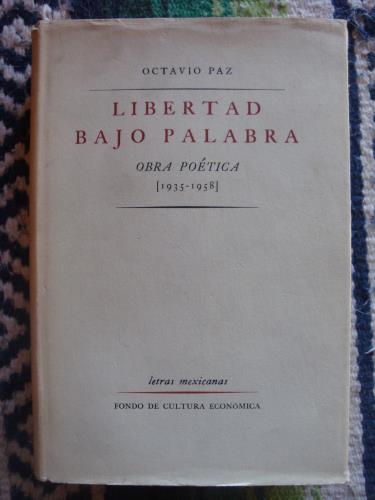 OCTAVIO PAZ
LIBERTAD
BAJO PALABRA
OBRA POÉTICA
[1935-1958]
letras mexicanas
FONDO DE CULTURA ECONÓMICA